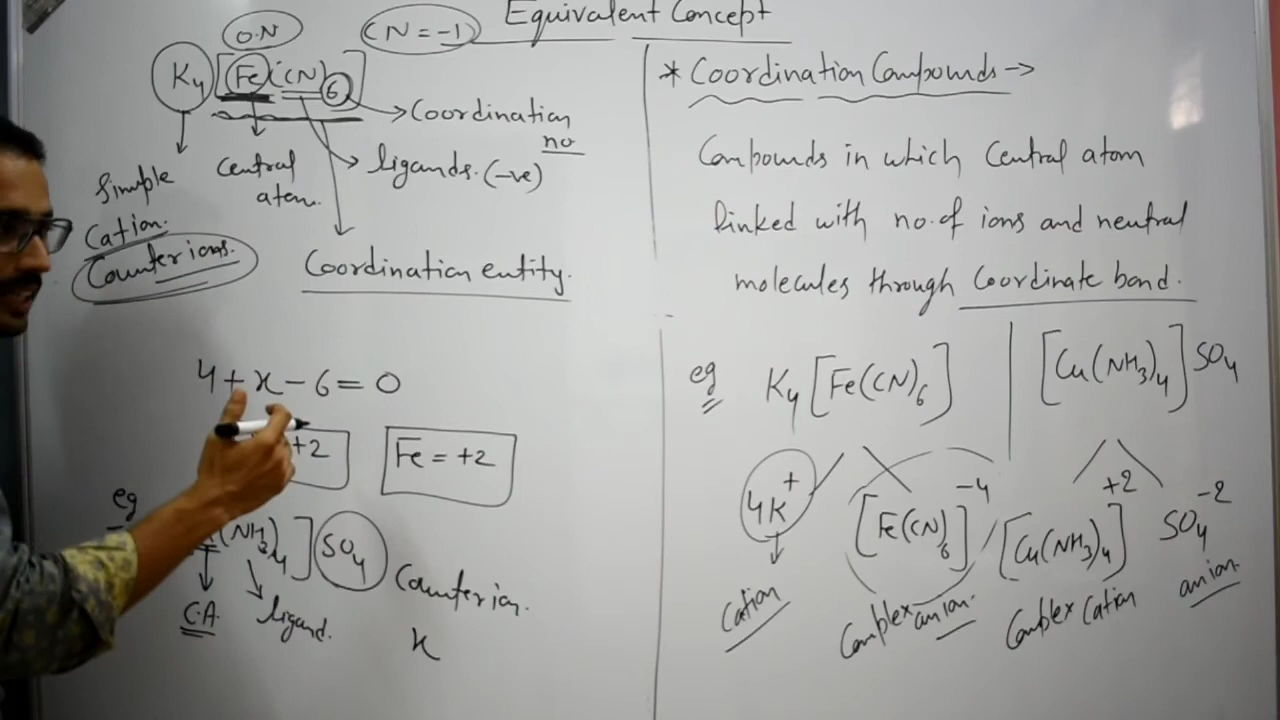 Equivalent Concept
O.N
CN = -1
K4 [Fe(CN)6]
Coordination
no
ligands. (-ve)
Central
atom.
Simple
Cation.
Counter ions.
Coordination entity.
4 + x - 6 = 0
+2
Fe = +2
eg
(NH3)4] SO4
Counterion.
C.A.
ligand.
x
* Coordination Compounds →
Compounds in which Central atom
linked with no. of ions and neutral
molecules through Coordinate bond.
eg
K4 [Fe(CN)6]
[Cu(NH3)4] SO4
4K+
[Fe(CN)6]-4
[Cu(NH3)4]+2
SO4-2
Cation
Complex anion.
Complex Cation
anion.